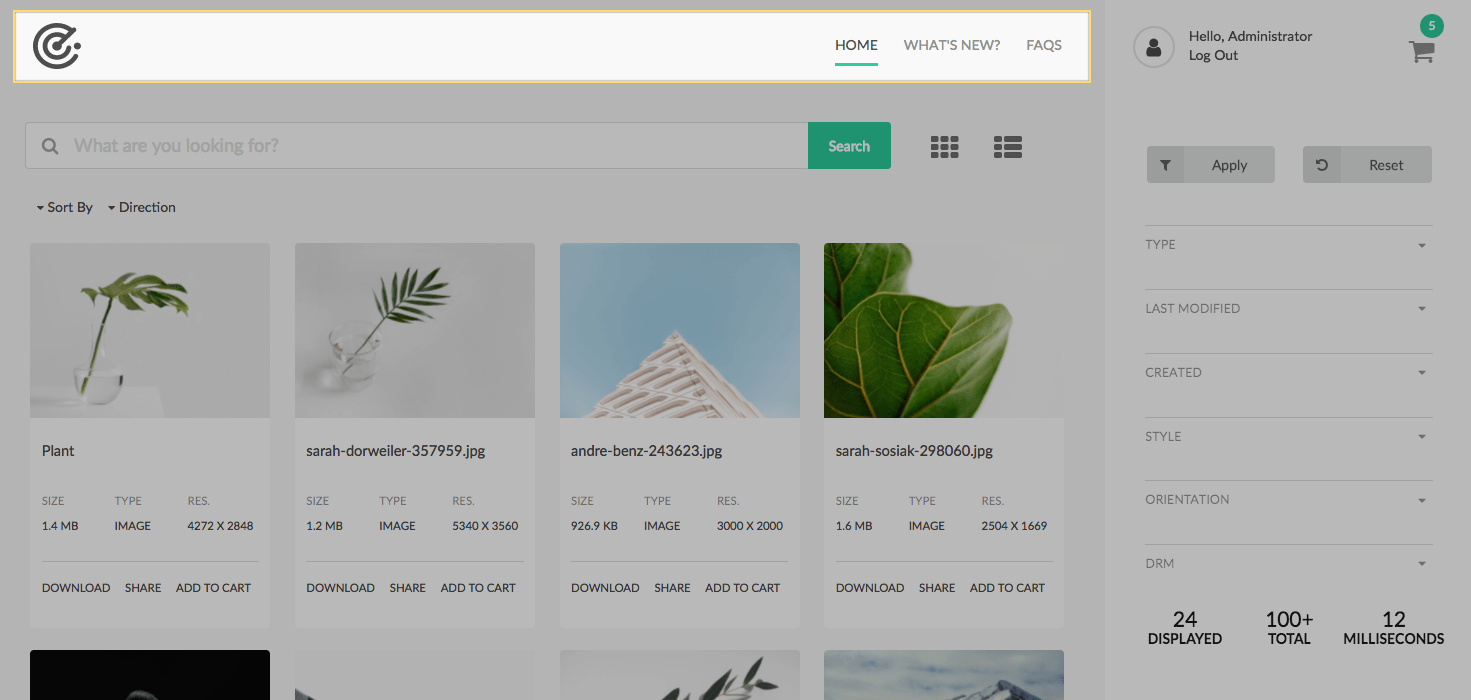 HOME WHAT'S NEW? FAQS
Hello, Administrator
Log Out
5
What are you looking for?
Search
Apply
Reset
Sort By Direction
Plant
SIZE TYPE RES.
1.4 MB IMAGE 4272 X 2848
DOWNLOAD SHARE ADD TO CART
sarah-dorweiler-357959.jpg
SIZE TYPE RES.
1.2 MB IMAGE 5340 X 3560
DOWNLOAD SHARE ADD TO CART
andre-benz-243623.jpg
SIZE TYPE RES.
926.9 KB IMAGE 3000 X 2000
DOWNLOAD SHARE ADD TO CART
sarah-sosiak-298060.jpg
SIZE TYPE RES.
1.6 MB IMAGE 2504 X 1669
DOWNLOAD SHARE ADD TO CART
TYPE
LAST MODIFIED
CREATED
STYLE
ORIENTATION
DRM
24 100+ 12
DISPLAYED TOTAL MILLISECONDS